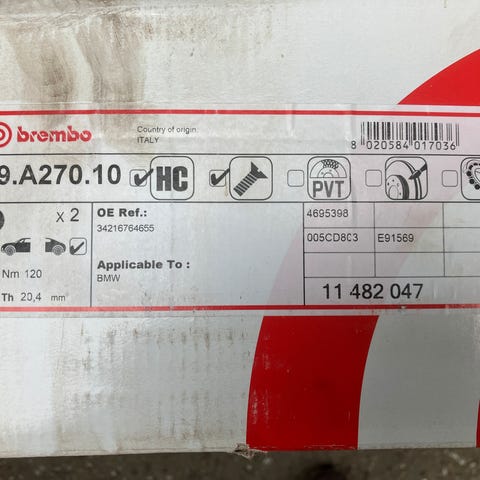 brembo
Country of origin:
ITALY
8 020584 017036
9.A270.10 HC PVT
x 2
OE Ref.:
34216764655
4695398
005CD8C3 E91569
Nm 120
Applicable To :
BMW
Th 20,4 mm
11 482 047